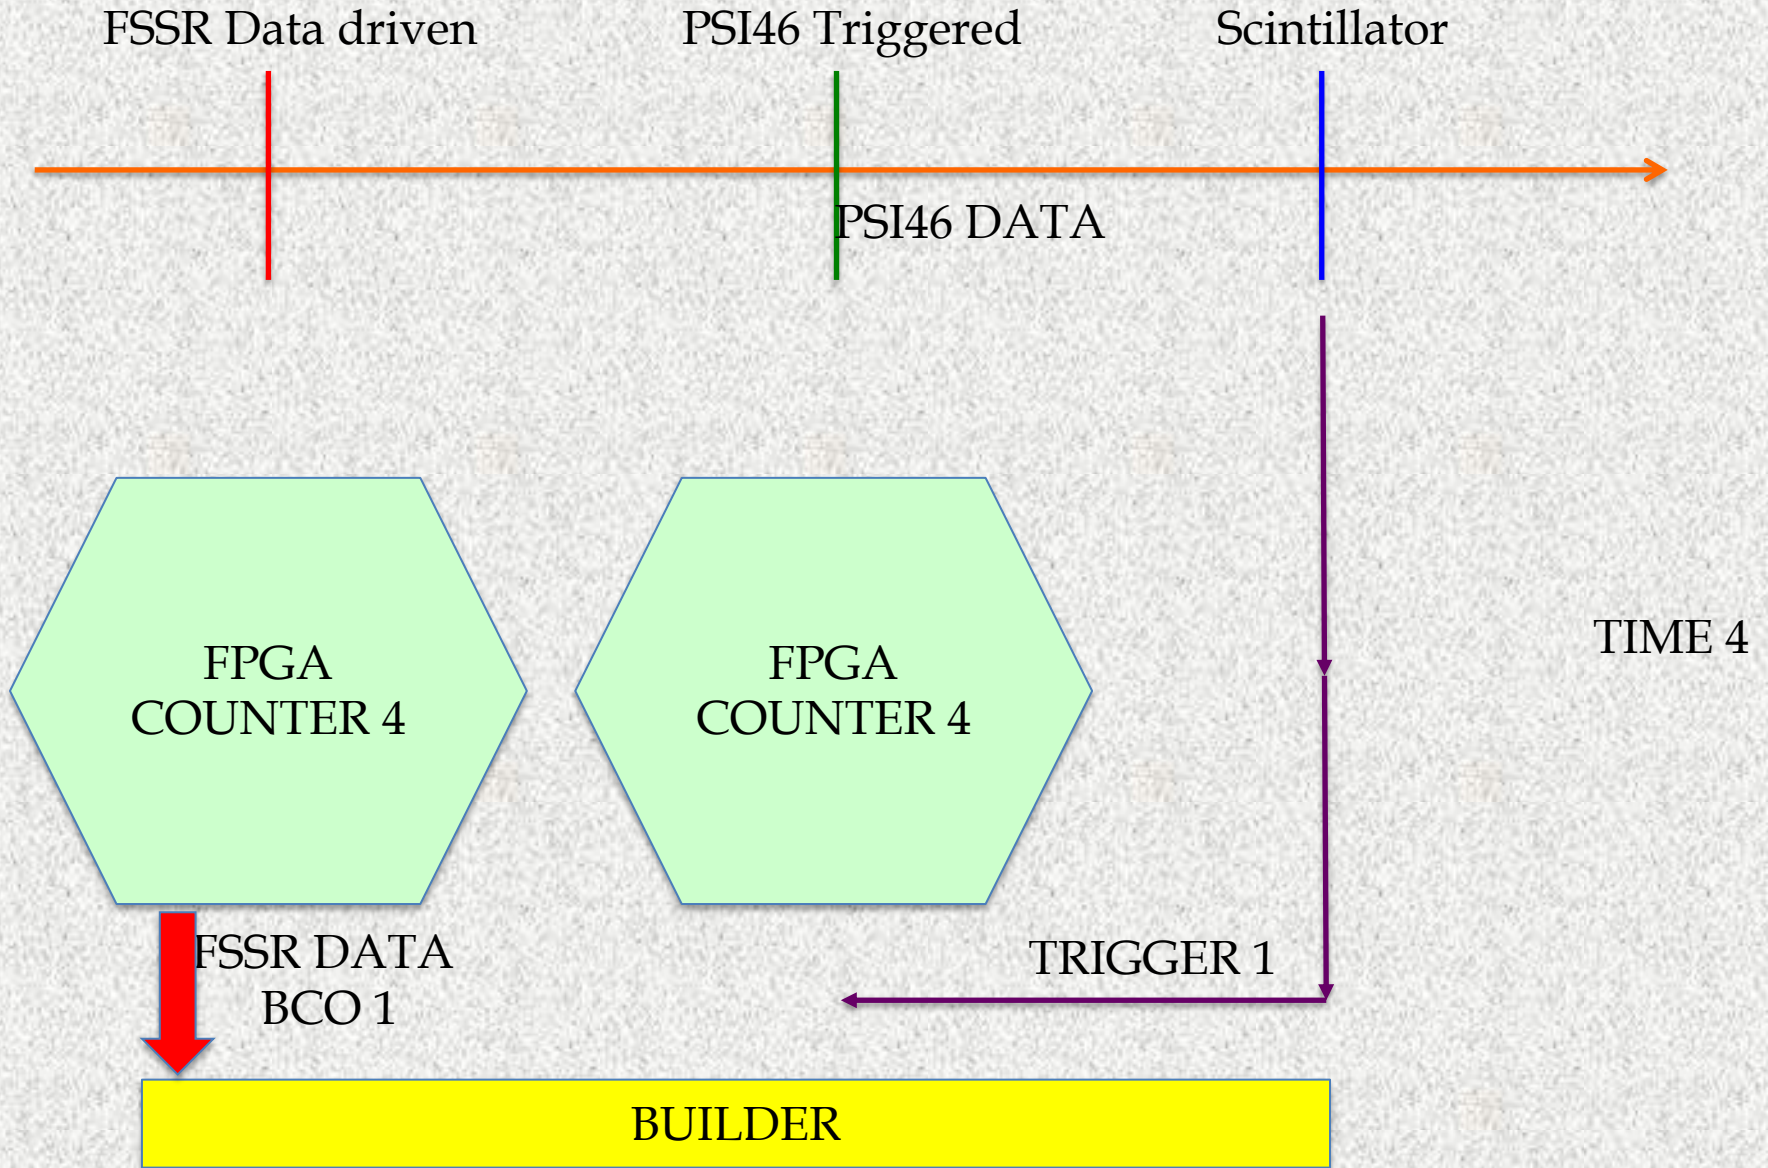 FSSR Data driven
PSI46 Triggered
Scintillator
PSI46 DATA
FPGA
COUNTER 4
FPGA
COUNTER 4
TIME 4
FSSR DATA
BCO 1
TRIGGER 1
BUILDER